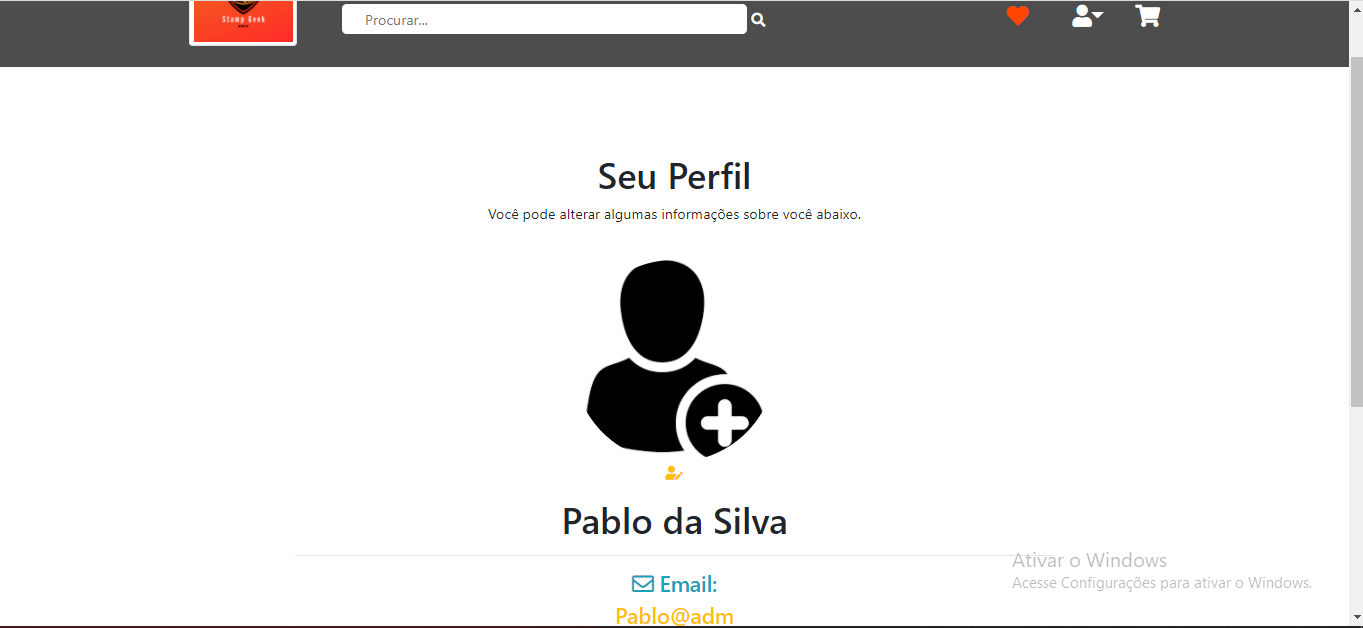 Stamp Geek
Procurar...
Seu Perfil
Você pode alterar algumas informações sobre você abaixo.
Pablo da Silva
Email:
Pablo@adm
Ativar o Windows
Acesse Configurações para ativar o Windows.